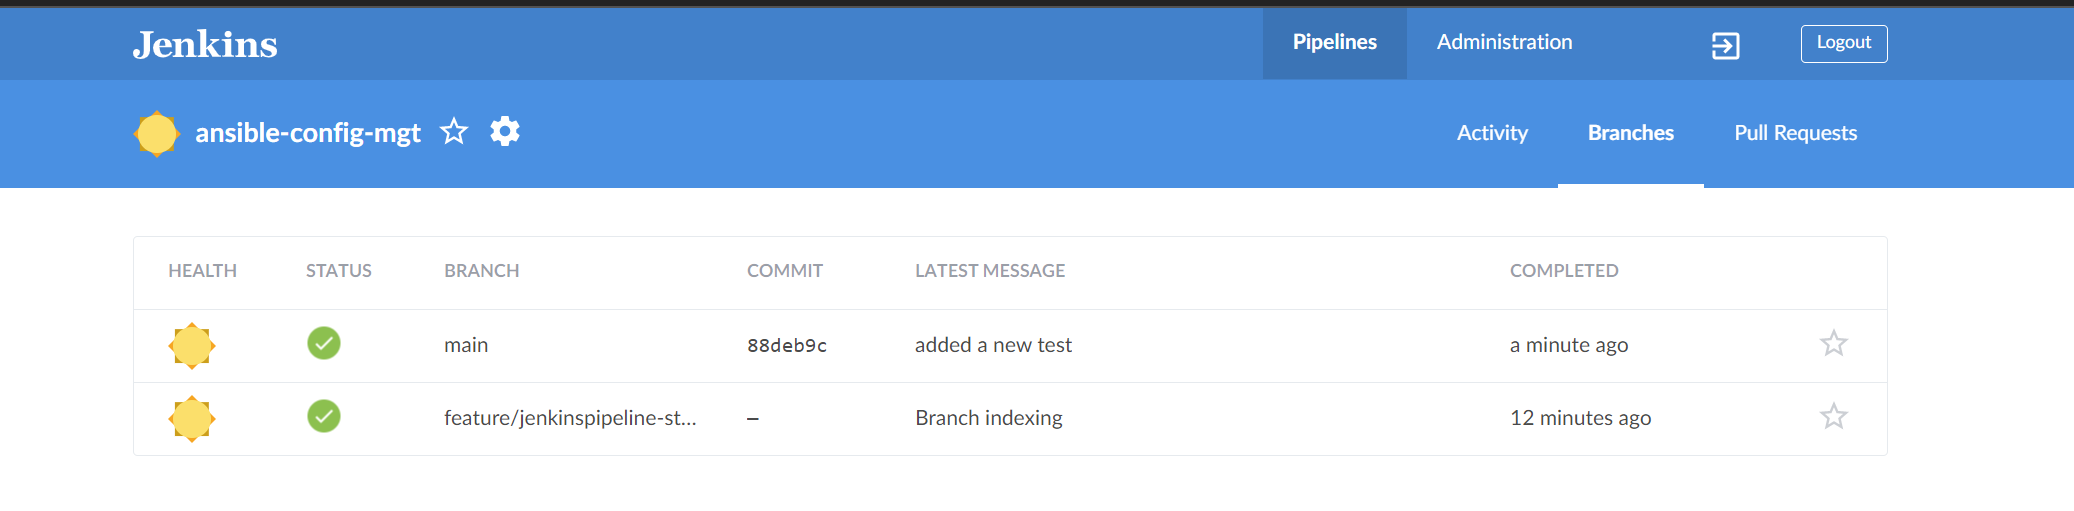 Jenkins Pipelines Administration Logout
ansible-config-mgt Activity Branches Pull Requests
HEALTH STATUS BRANCH COMMIT LATEST MESSAGE COMPLETED
main 88deb9c added a new test a minute ago
feature/jenkinspipeline-st... – Branch indexing 12 minutes ago